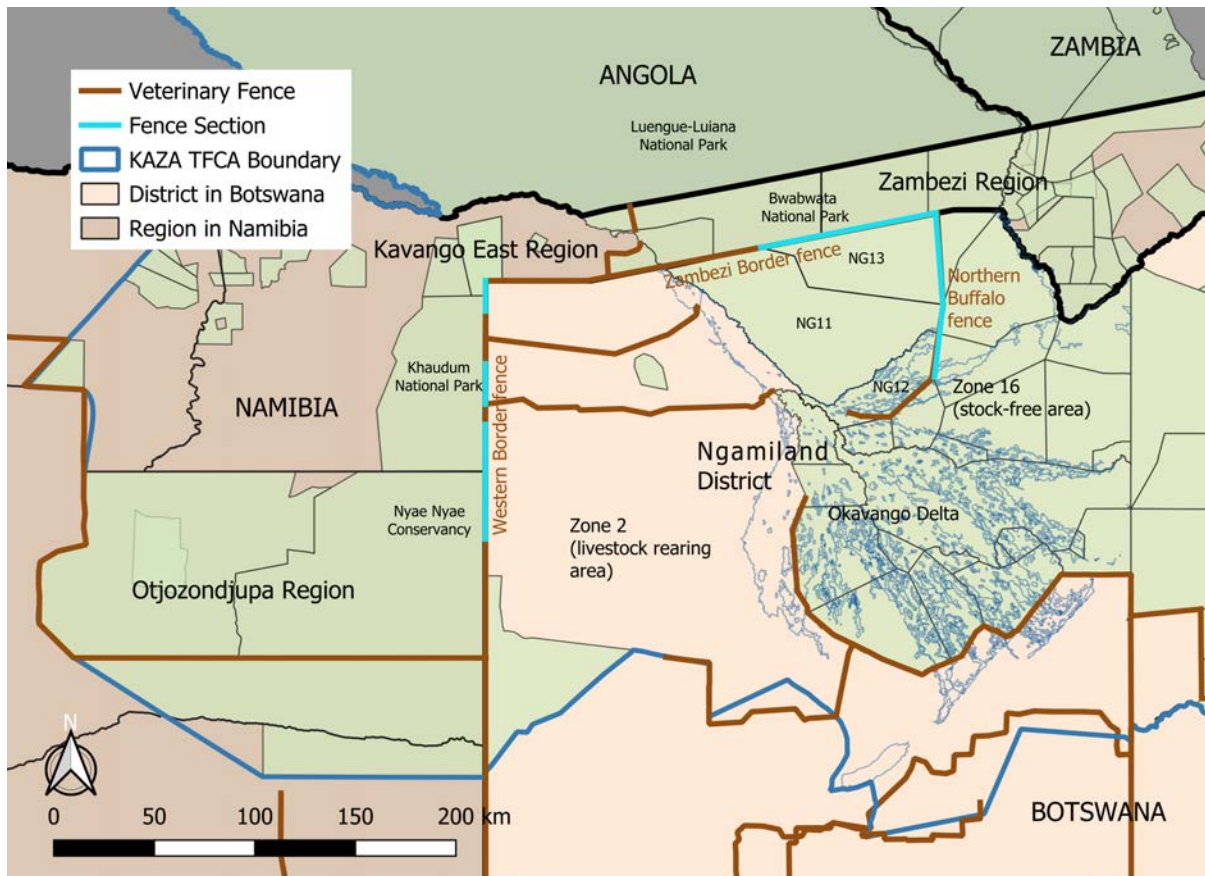 ZAMBIA
ANGOLA
Veterinary Fence
Fence Section
KAZA TFCA Boundary
District in Botswana
Region in Namibia
Luengue-Luiana
National Park
Zambezi Region
Bwabwata
National Park
Kavango East Region
Zambezi Border fence
NG13
Northern
Buffalo
fence
NG11
Khaudum
National Park
NG12
Zone 16
(stock-free area)
NAMIBIA
Western Border fence
Ngamiland
District
Nyae Nyae
Conservancy
Zone 2
(livestock rearing
area)
Okavango Delta
Otjozondjupa Region
N
0 50 100 150 200 km
BOTSWANA